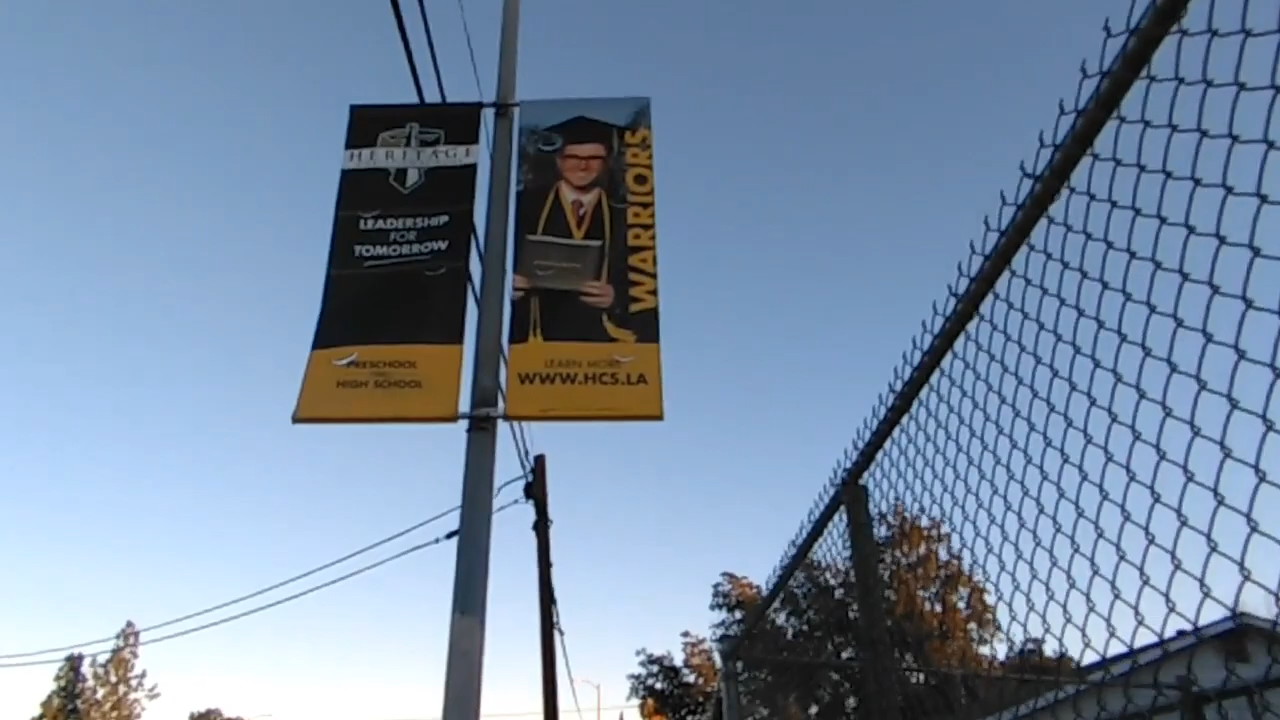 HERITAGE
LEADERSHIP
FOR
TOMORROW
PRESCHOOL
HIGH SCHOOL
WARRIORS
LEARN MORE
WWW.HCS.LA